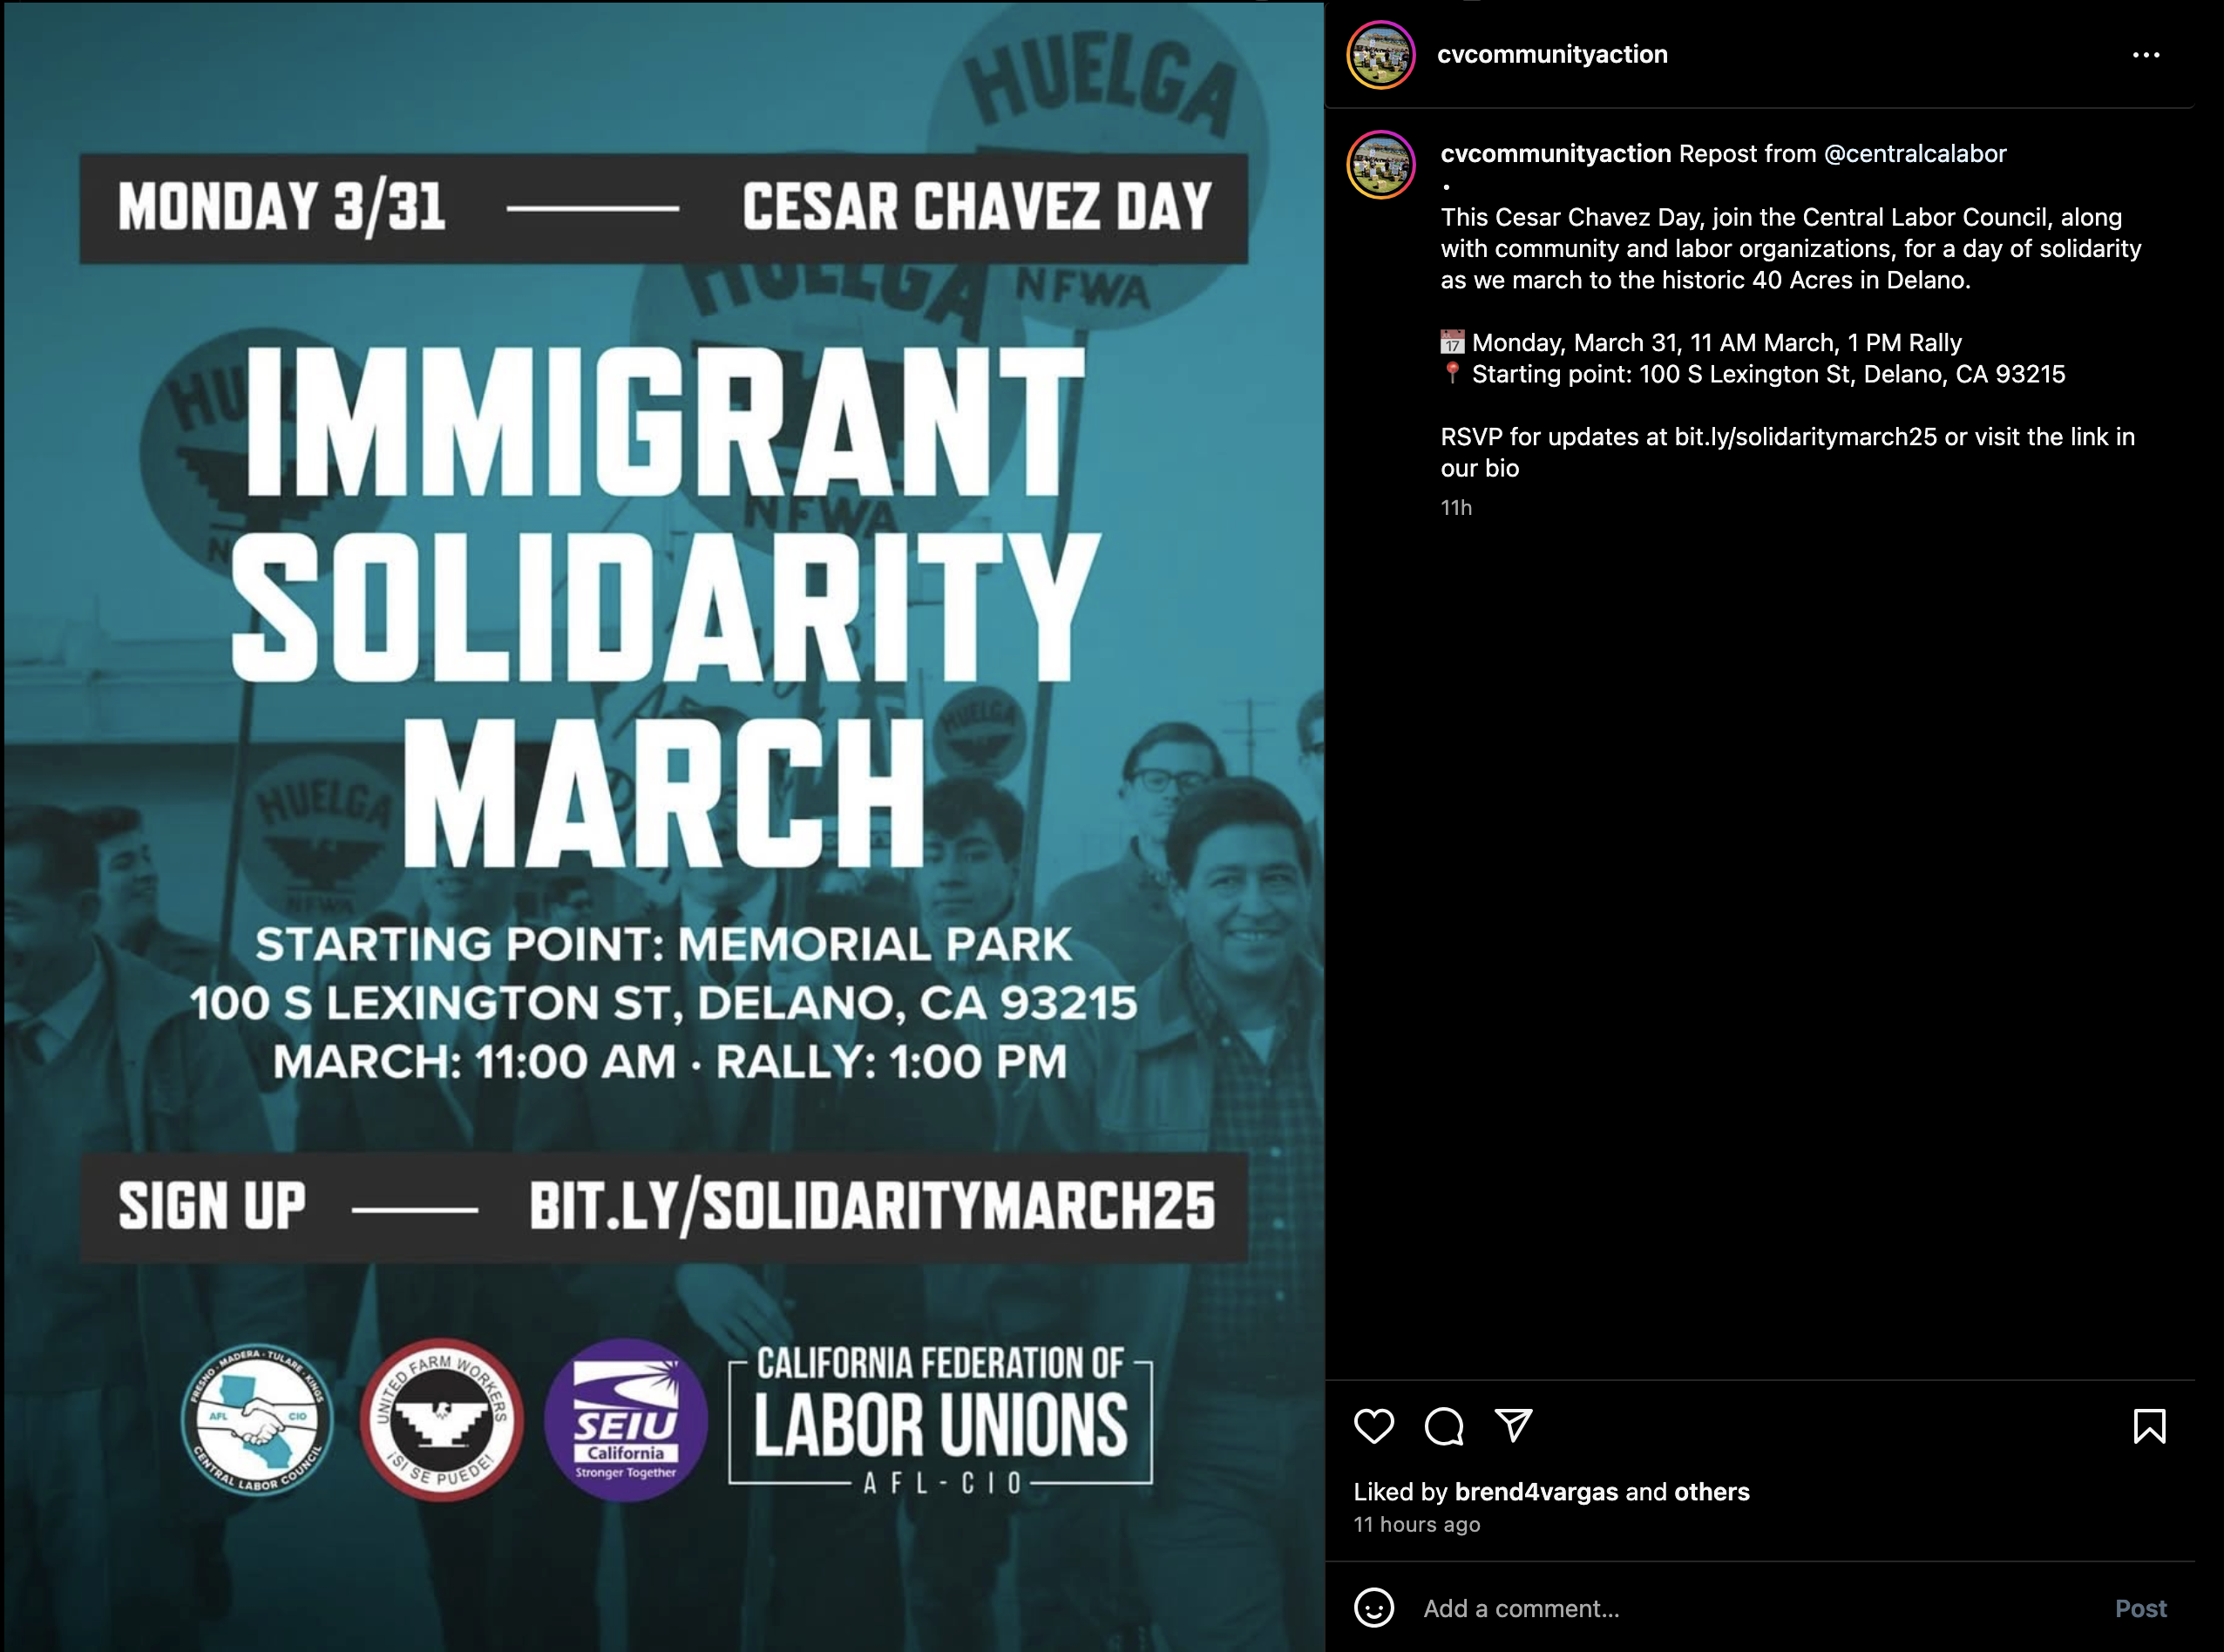 HUELGA
MONDAY 3/31
CESAR CHAVEZ DAY
HUELGA
NFWA
HU
IMMIGRANT
NFWA
SOLIDARITY
HUELGA
MARCH
HUELGA
NFWA
STARTING POINT: MEMORIAL PARK
100 S LEXINGTON ST, DELANO, CA 93215
MARCH: 11:00 AM · RALLY: 1:00 PM
SIGN UP
BIT.LY/SOLIDARITYMARCH25
FRESNO · MADERA · TULARE · KINGS
AFL CIO
CENTRAL LABOR COUNCIL
UNITED FARM WORKERS
¡SI SE PUEDE!
SEIU
California
Stronger Together
CALIFORNIA FEDERATION OF
LABOR UNIONS
AFL-CIO
cvcommunityaction
cvcommunityaction Repost from @centralcalabor
.
This Cesar Chavez Day, join the Central Labor Council, along
with community and labor organizations, for a day of solidarity
as we march to the historic 40 Acres in Delano.
17 Monday, March 31, 11 AM March, 1 PM Rally
Starting point: 100 S Lexington St, Delano, CA 93215
RSVP for updates at bit.ly/solidaritymarch25 or visit the link in
our bio
11h
Liked by brend4vargas and others
11 hours ago
Add a comment...
Post